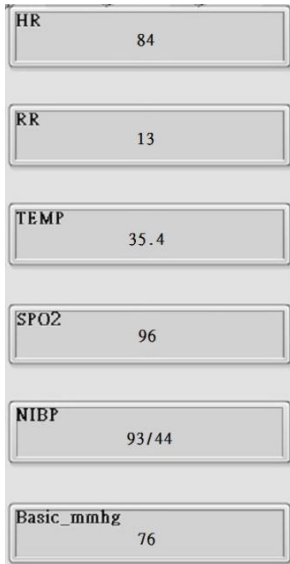 HR
84
RR
13
TEMP
35.4
SPO2
96
NIBP
93/44
Basic_mmhg
76